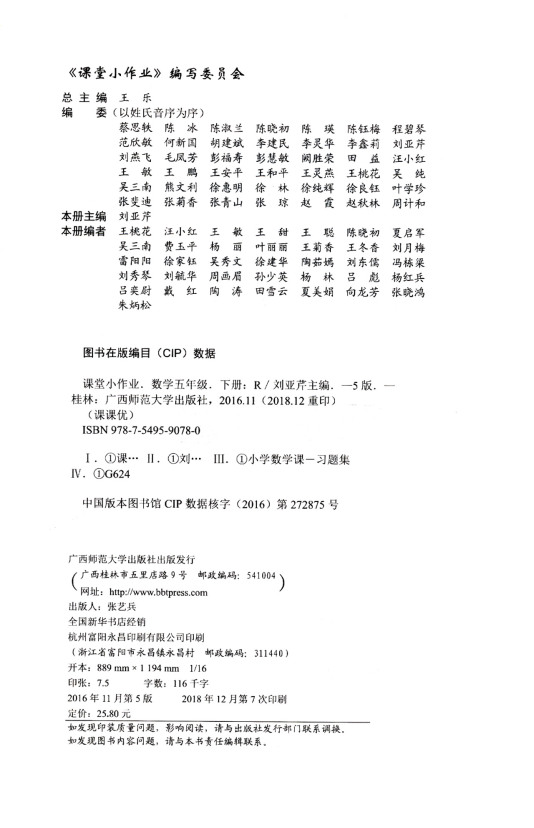 《课堂小作业》编写委员会
总 主 编 王 乐
编 委(以姓氏音序为序)
蔡思轶 陈 冰 陈淑兰 陈晓初 陈 瑛 陈钰梅 程碧琴
范欣敏 何新国 胡建斌 李建民 李灵华 李鑫莉 刘亚芹
刘燕飞 毛凤芳 彭福寿 彭慧敏 阙胜荣 田 益 汪小红
王 敏 王 鹏 王安平 王和平 王灵燕 王桃花 吴 纯
吴三南 熊文利 徐惠明 徐 林 徐纯辉 徐良钰 叶学珍
张斐迪 张菊香 张青山 张 琼 赵 霞 赵秋林 周计和
本册主编 刘亚芹
本册编者 王桃花 汪小红 王 敏 王 甜 王 聪 陈晓初 夏启军
吴三南 费玉平 杨 丽 叶丽丽 王菊香 王冬香 刘月梅
雷阳阳 徐家钰 吴秀文 徐建华 陶茹嫣 刘东儒 冯栋梁
刘秀琴 刘毓华 周画眉 孙少英 杨 林 吕 彪 杨红兵
吕奕尉 戴 红 陶 涛 田雪云 夏美娟 向龙芳 张晓鸿
朱炳松
图书在版编目(CIP)数据
课堂小作业.数学五年级.下册:R/刘亚芹主编.—5版.—
桂林:广西师范大学出版社,2016.11(2018.12重印)
(课课优)
ISBN 978-7-5495-9078-0
Ⅰ.①课… Ⅱ.①刘… Ⅲ.①小学数学课-习题集
Ⅳ.①G624
中国版本图书馆CIP数据核字(2016)第272875号
广西师范大学出版社出版发行
(广西桂林市五里店路9号 邮政编码:541004
网址:http://www.bbtpress.com)
出版人:张艺兵
全国新华书店经销
杭州富阳永昌印刷有限公司印刷
(浙江省富阳市永昌镇永昌村 邮政编码:311440)
开本:889 mm×1 194 mm 1/16
印张:7.5 字数:116千字
2016年11月第5版 2018年12月第7次印刷
定价:25.80元
如发现印装质量问题,影响阅读,请与出版社发行部门联系调换。
如发现图书内容问题,请与本书责任编辑联系。